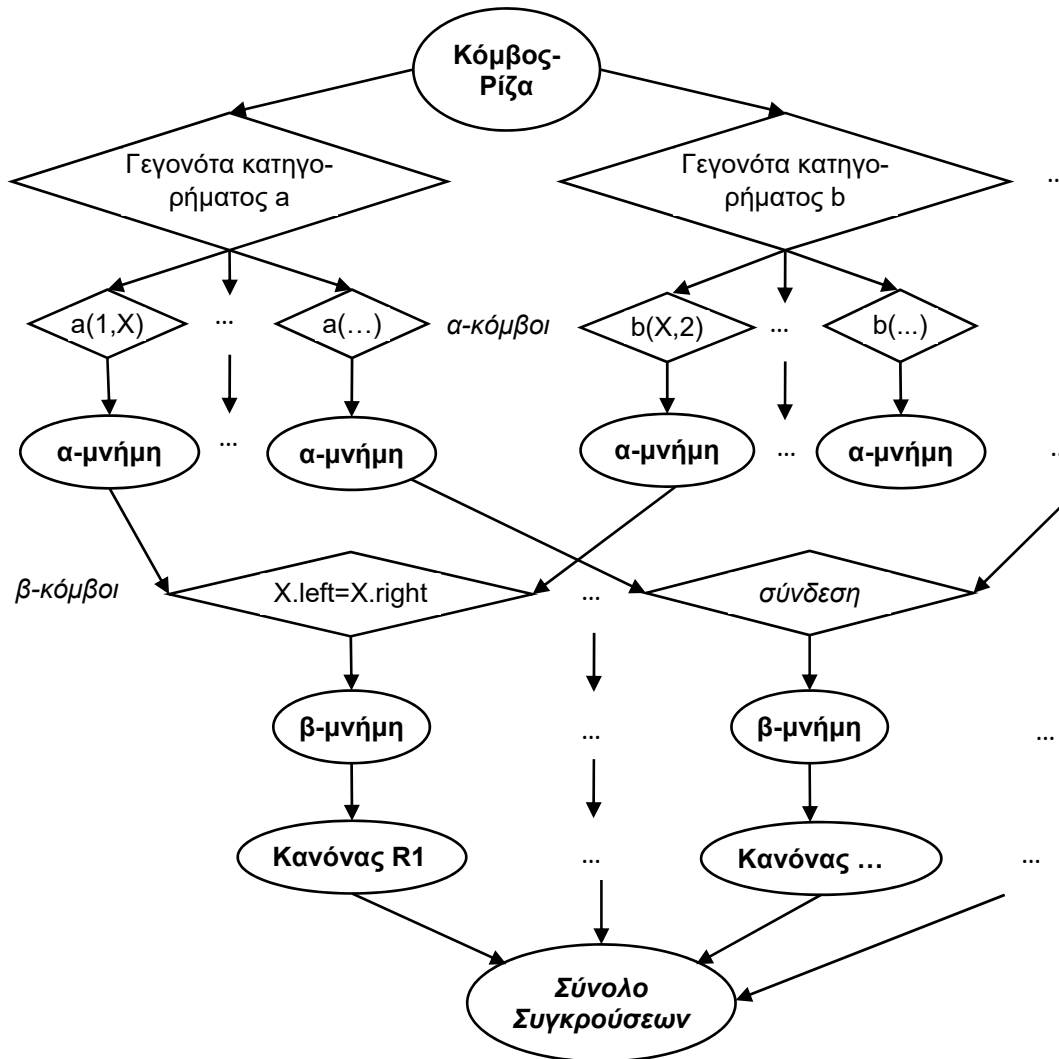 Κόμβος-
Ρίζα
Γεγονότα κατηγο-
ρήματος a
Γεγονότα κατηγο-
ρήματος b
...
a(1,X)
...
a(…)
α-κόμβοι
b(X,2)
...
b(...)
α-μνήμη
...
α-μνήμη
α-μνήμη
...
α-μνήμη
...
β-κόμβοι
X.left=X.right
...
σύνδεση
β-μνήμη
...
β-μνήμη
...
Κανόνας R1
...
Κανόνας …
...
Σύνολο
Συγκρούσεων